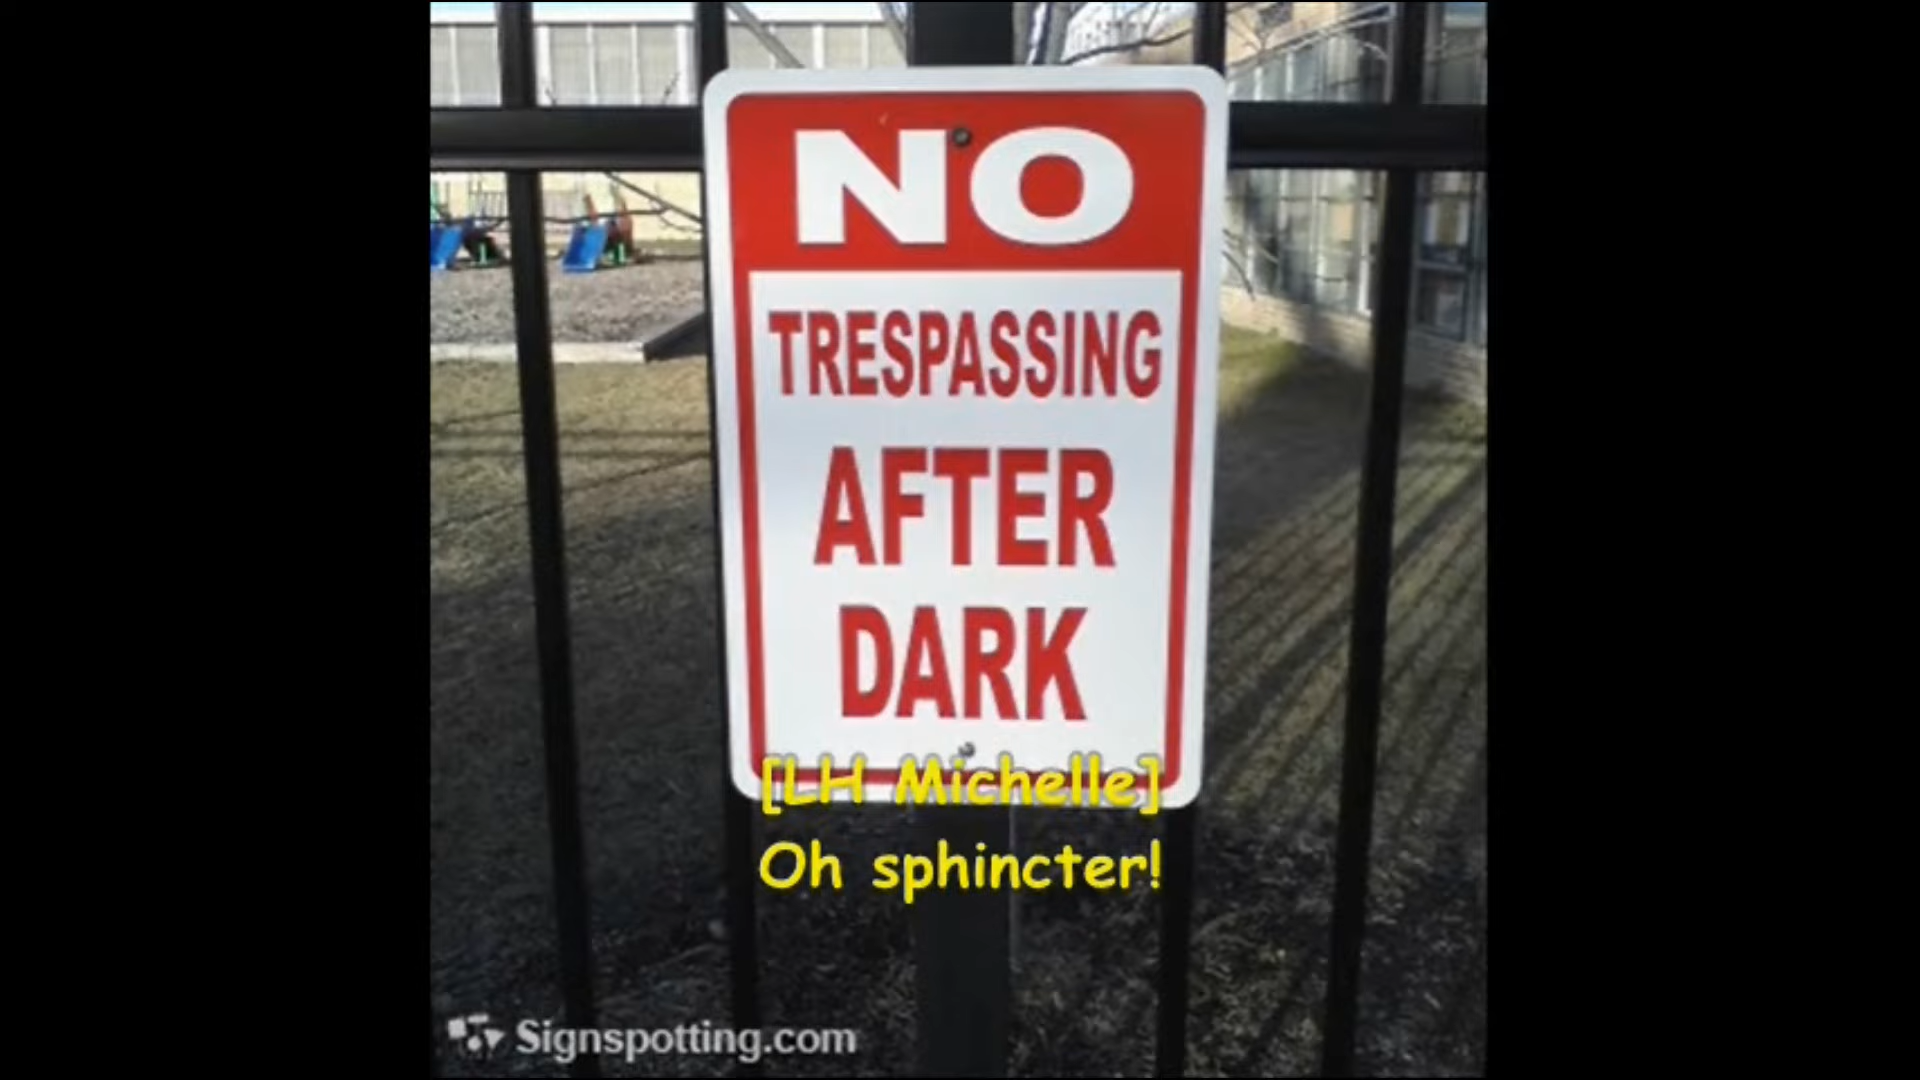 NO
TRESPASSING
AFTER
DARK
[LH Michelle]
Oh sphincter!
Signspotting.com